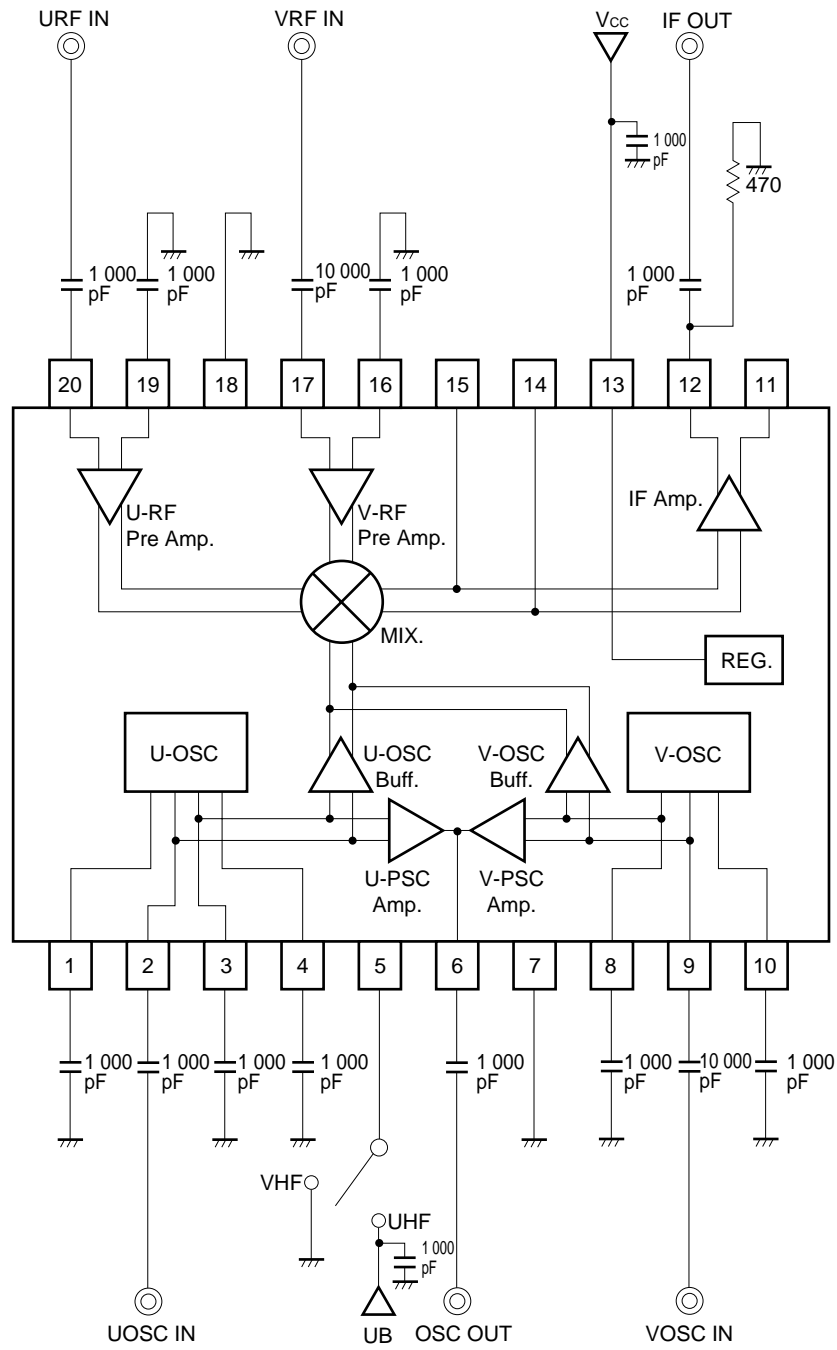 URF IN
VRF IN
VCC
IF OUT
1 000
pF
470
1 000
pF
1 000
pF
10 000
pF
1 000
pF
1 000
pF
20
19
18
17
16
15
14
13
12
11
U-RF
Pre Amp.
V-RF
Pre Amp.
IF Amp.
MIX.
REG.
U-OSC
U-OSC
Buff.
V-OSC
Buff.
V-OSC
U-PSC
Amp.
V-PSC
Amp.
1
2
3
4
5
6
7
8
9
10
1 000
pF
1 000
pF
1 000
pF
1 000
pF
1 000
pF
1 000
pF
10 000
pF
1 000
pF
VHF
UHF
1 000
pF
UOSC IN
UB
OSC OUT
VOSC IN